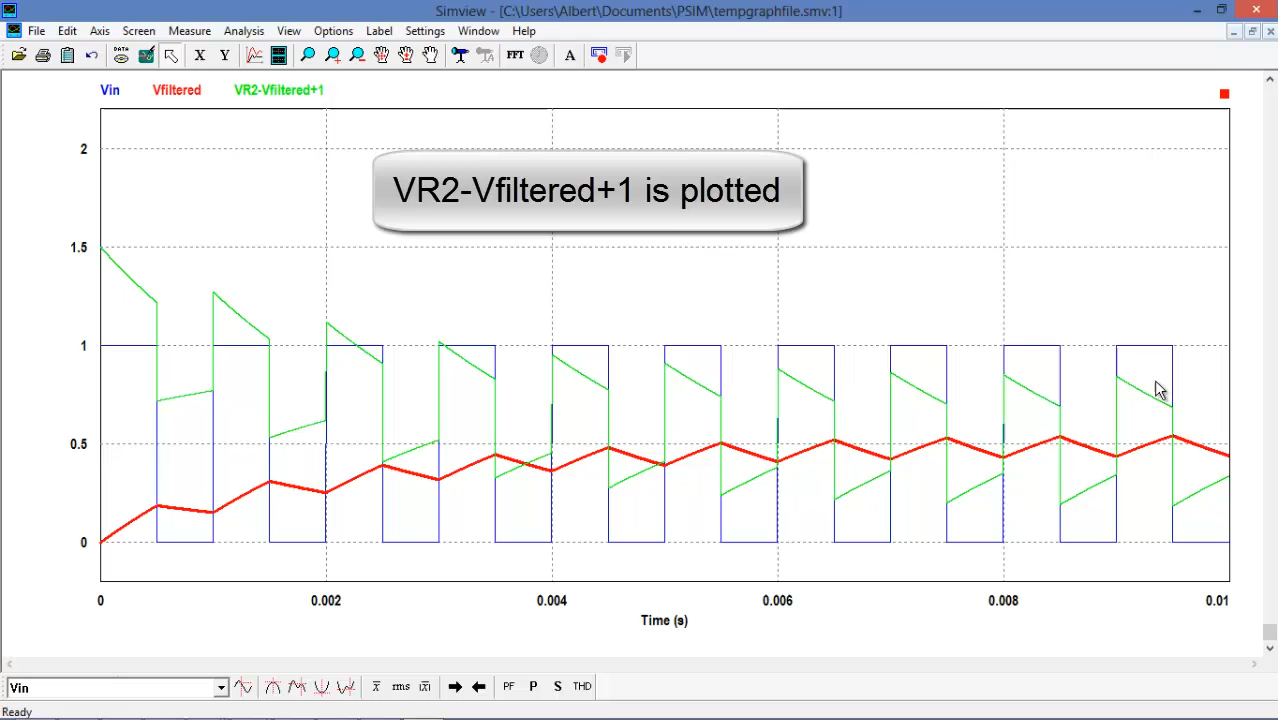 Simview - [C:\Users\Albert\Documents\PSIM\tempgraphfile.smv:1]
File Edit Axis Screen Measure Analysis View Options Label Settings Window Help
DATA X Y FFT A
Vin Vfiltered VR2-Vfiltered+1
VR2-Vfiltered+1 is plotted
2
1.5
1
0.5
0
0 0.002 0.004 0.006 0.008 0.01
Time (s)
Vin x rms |x| PF P S THD
Ready